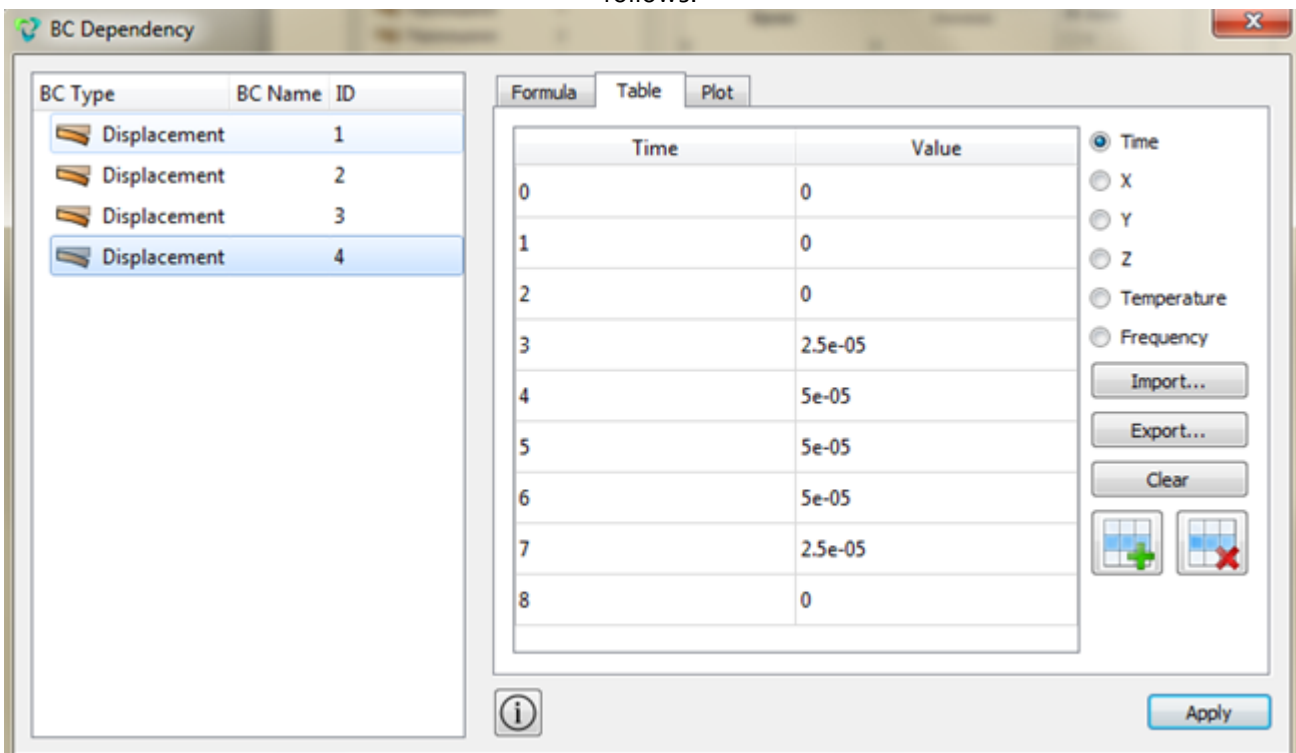 follows.
BC Dependency
BC Type BC Name ID
Displacement 1
Displacement 2
Displacement 3
Displacement 4
Formula Table Plot
Time Value
0 0
1 0
2 0
3 2.5e-05
4 5e-05
5 5e-05
6 5e-05
7 2.5e-05
8 0
Time
X
Y
Z
Temperature
Frequency
Import...
Export...
Clear
Apply